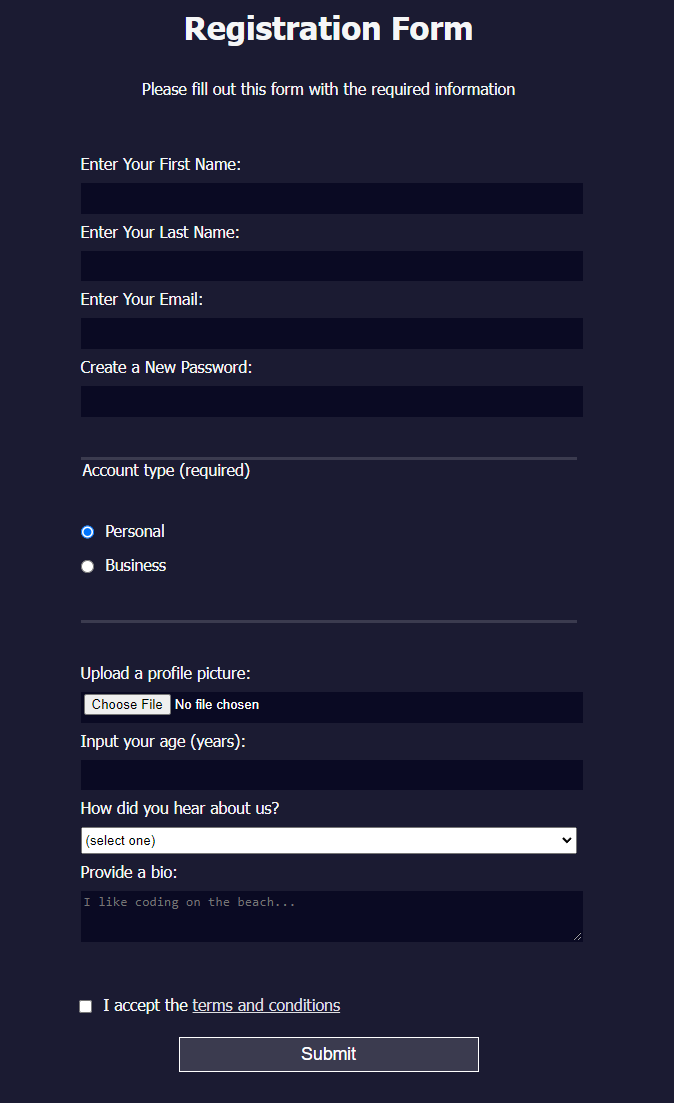 Registration Form
Please fill out this form with the required information
Enter Your First Name:
Enter Your Last Name:
Enter Your Email:
Create a New Password:
Account type (required)
Personal
Business
Upload a profile picture:
Choose File No file chosen
Input your age (years):
How did you hear about us?
(select one)
Provide a bio:
I like coding on the beach...
I accept the terms and conditions
Submit